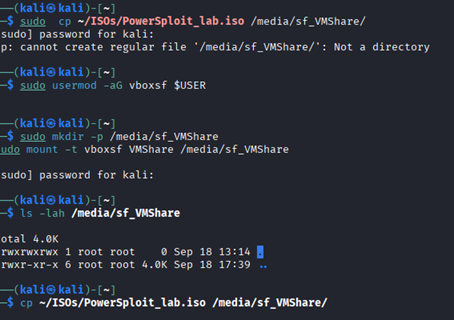 ──(kali㉿kali)-[~]
─$ sudo  cp ~/ISOs/PowerSploit_lab.iso /media/sf_VMShare/
sudo] password for kali:
p: cannot create regular file '/media/sf_VMShare/': Not a directory
──(kali㉿kali)-[~]
─$ sudo usermod -aG vboxsf $USER
──(kali㉿kali)-[~]
─$ sudo mkdir -p /media/sf_VMShare
udo mount -t vboxsf VMShare /media/sf_VMShare
sudo] password for kali:
──(kali㉿kali)-[~]
─$ ls -lah /media/sf_VMShare
otal 4.0K
rwxrwxrwx 1 root root    0 Sep 18 13:14 .
rwxr-xr-x 6 root root 4.0K Sep 18 17:39 ..
──(kali㉿kali)-[~]
─$ cp ~/ISOs/PowerSploit_lab.iso /media/sf_VMShare/